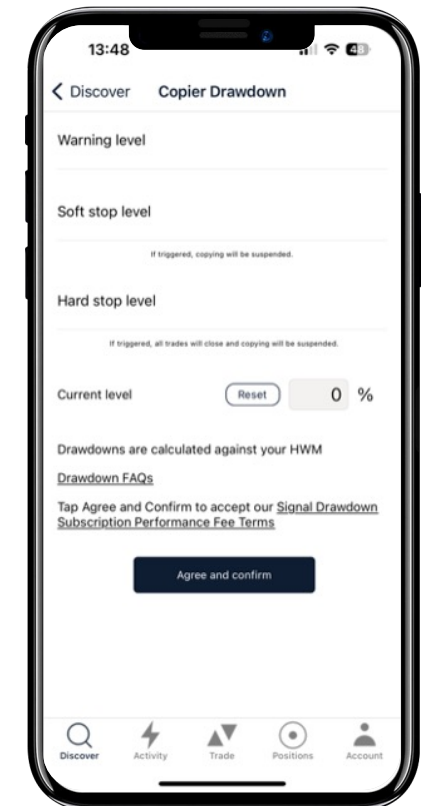 13:48
48
Discover
Copier Drawdown
Warning level
Soft stop level
If triggered, copying will be suspended.
Hard stop level
If triggered, all trades will close and copying will be suspended.
Current level
Reset
0 %
Drawdowns are calculated against your HWM
Drawdown FAQs
Tap Agree and Confirm to accept our Signal Drawdown
Subscription Performance Fee Terms
Agree and confirm
Discover
Activity
Trade
Positions
Account